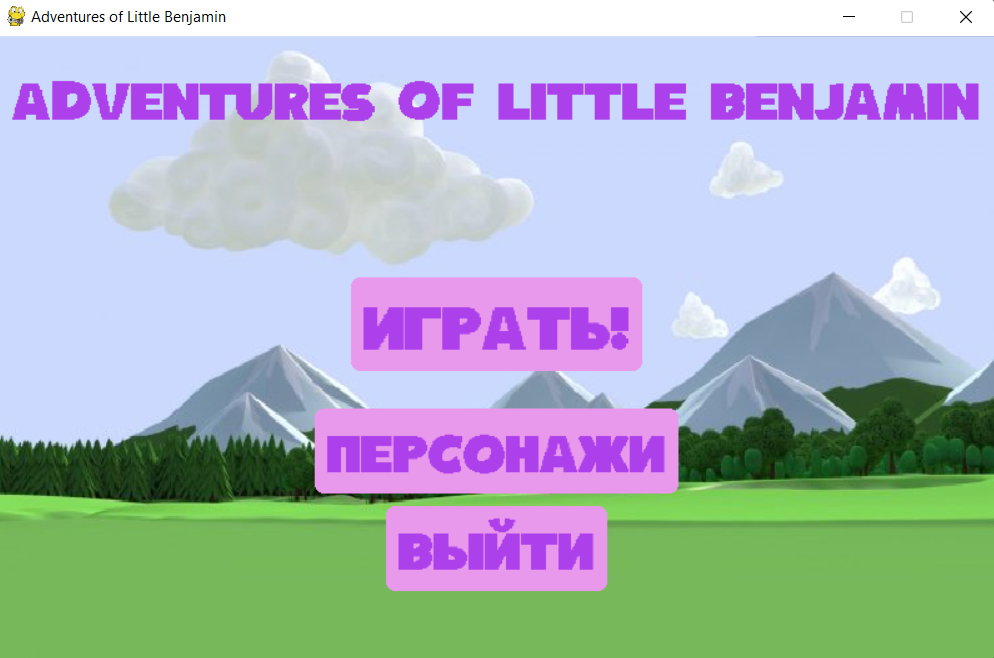 Adventures of Little Benjamin
ADVENTURES OF LITTLE BENJAMIN
ИГРАТЬ!
ПЕРСОНАЖИ
ВЫЙТИ